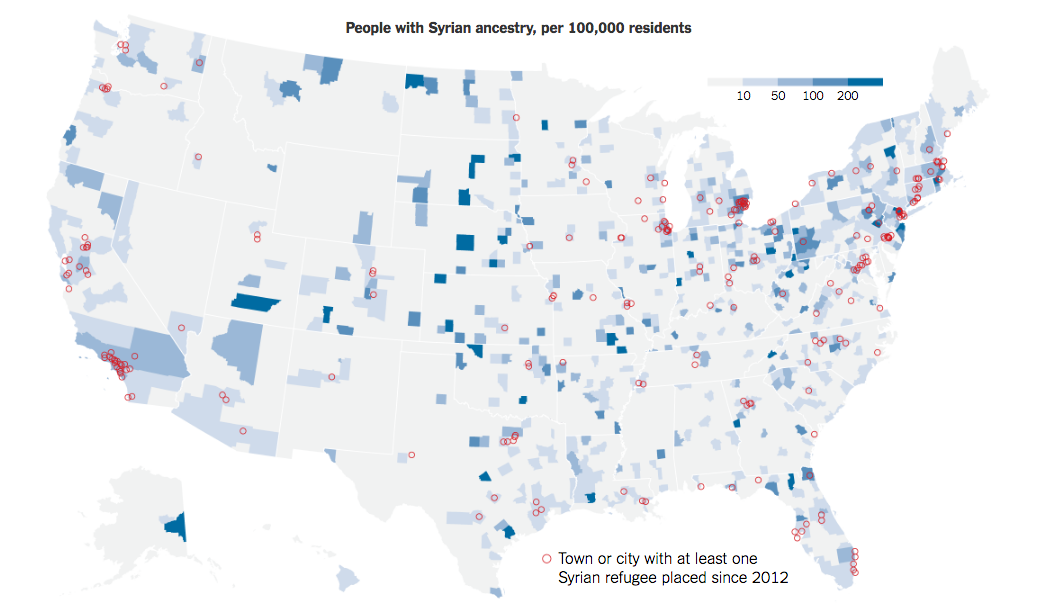 People with Syrian ancestry, per 100,000 residents
10 50 100 200
Town or city with at least one
Syrian refugee placed since 2012